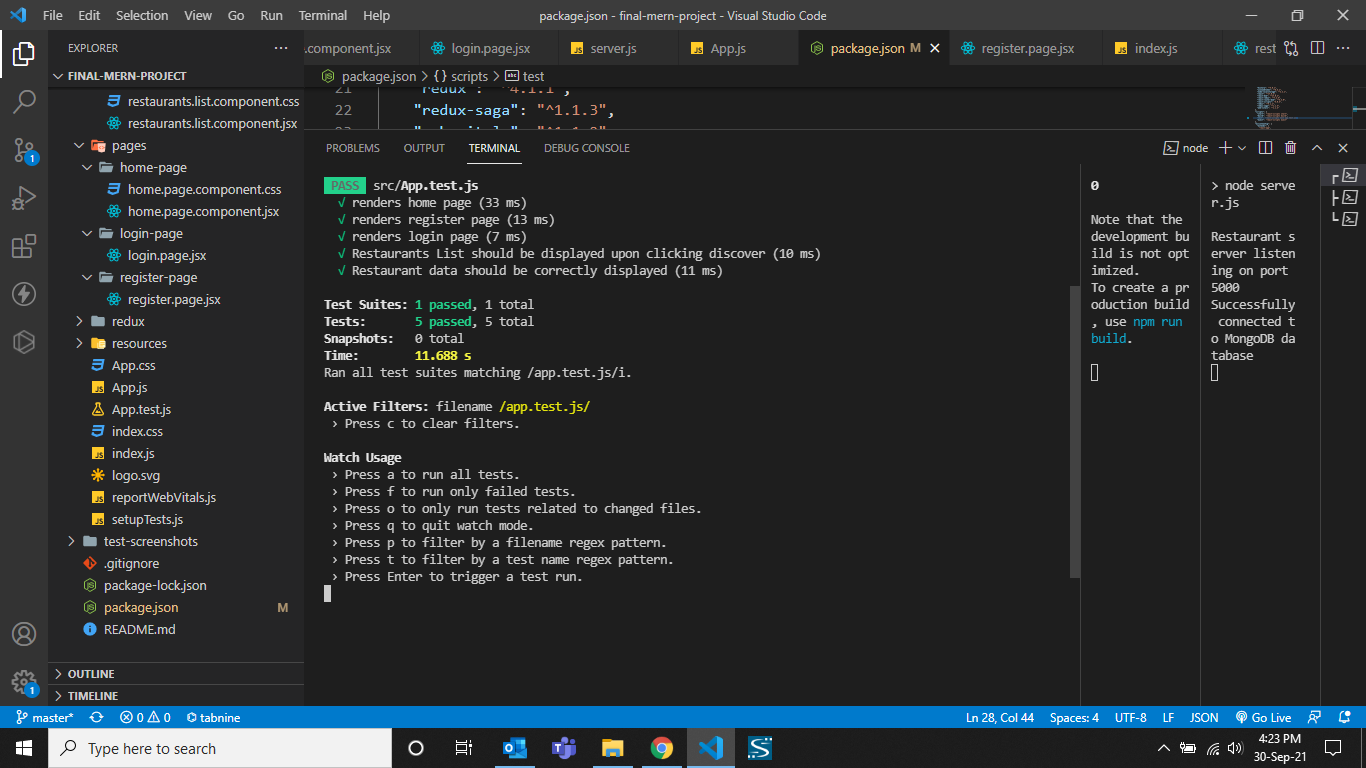 File Edit Selection View Go Run Terminal Help package.json - final-mern-project - Visual Studio Code
EXPLORER
FINAL-MERN-PROJECT
restaurants.list.component.css
restaurants.list.component.jsx
pages
home-page
home.page.component.css
home.page.component.jsx
login-page
login.page.jsx
register-page
register.page.jsx
redux
resources
App.css
App.js
App.test.js
index.css
index.js
logo.svg
reportWebVitals.js
setupTests.js
test-screenshots
.gitignore
package-lock.json
package.json M
README.md
OUTLINE
TIMELINE
.component.jsx login.page.jsx server.js App.js package.json M register.page.jsx index.js rest
package.json > {} scripts > abc test
21 "redux": "^4.1.1",
22 "redux-saga": "^1.1.3",
PROBLEMS OUTPUT TERMINAL DEBUG CONSOLE node
PASS src/App.test.js
√ renders home page (33 ms)
√ renders register page (13 ms)
√ renders login page (7 ms)
√ Restaurants List should be displayed upon clicking discover (10 ms)
√ Restaurant data should be correctly displayed (11 ms)
Test Suites: 1 passed, 1 total
Tests: 5 passed, 5 total
Snapshots: 0 total
Time: 11.688 s
Ran all test suites matching /app.test.js/i.
Active Filters: filename /app.test.js/
› Press c to clear filters.
Watch Usage
› Press a to run all tests.
› Press f to run only failed tests.
› Press o to only run tests related to changed files.
› Press q to quit watch mode.
› Press p to filter by a filename regex pattern.
› Press t to filter by a test name regex pattern.
› Press Enter to trigger a test run.
0
Note that the
development bu
ild is not opt
imized.
To create a pr
oduction build
, use npm run
build.
> node serve
r.js
Restaurant s
erver listen
ing on port
5000
Successfully
connected t
o MongoDB da
tabase
1
1
master* 0 0 tabnine Ln 28, Col 44 Spaces: 4 UTF-8 LF JSON Go Live
Type here to search
4:23 PM
30-Sep-21